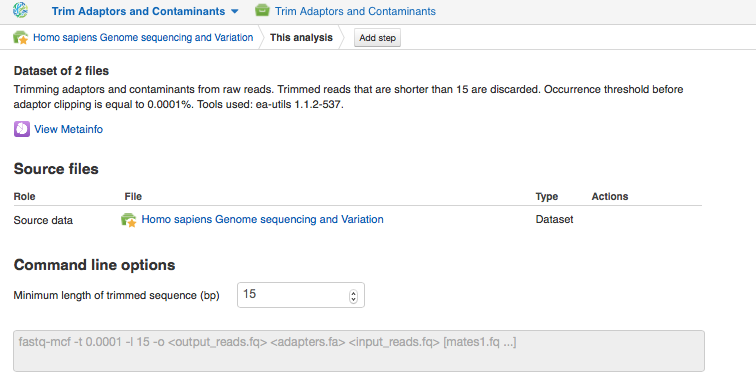 Trim Adaptors and Contaminants Trim Adaptors and Contaminants
Homo sapiens Genome sequencing and Variation This analysis Add step
Dataset of 2 files
Trimming adaptors and contaminants from raw reads. Trimmed reads that are shorter than 15 are discarded. Occurrence threshold before
adaptor clipping is equal to 0.0001%. Tools used: ea-utils 1.1.2-537.
View Metainfo
Source files
Role File Type Actions
Source data Homo sapiens Genome sequencing and Variation Dataset
Command line options
Minimum length of trimmed sequence (bp) 15
fastq-mcf -t 0.0001 -l 15 -o <output_reads.fq> <adapters.fa> <input_reads.fq> [mates1.fq ...]